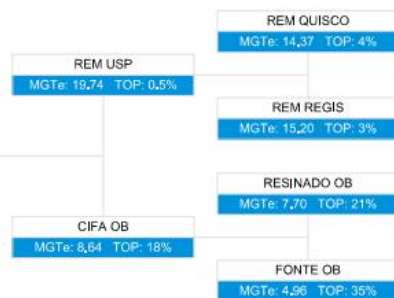 REM QUISCO
MGTe: 14,37 TOP: 4%
REM USP
MGTe: 19,74 TOP: 0,5%
REM REGIS
MGTe: 15,20 TOP: 3%
RESINADO OB
MGTe: 7,70 TOP: 21%
CIFA OB
MGTe: 8,64 TOP: 18%
FONTE OB
MGTe: 4,96 TOP: 35%